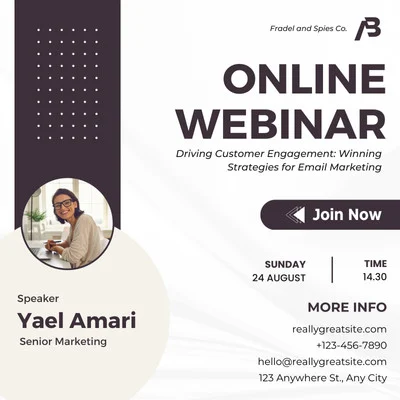 Fradel and Spies Co.
ONLINE
WEBINAR
Driving Customer Engagement: Winning
Strategies for Email Marketing
Join Now
SUNDAY
24 AUGUST
TIME
14.30
Speaker
Yael Amari
Senior Marketing
MORE INFO
reallygreatsite.com
+123-456-7890
hello@reallygreatsite.com
123 Anywhere St., Any City